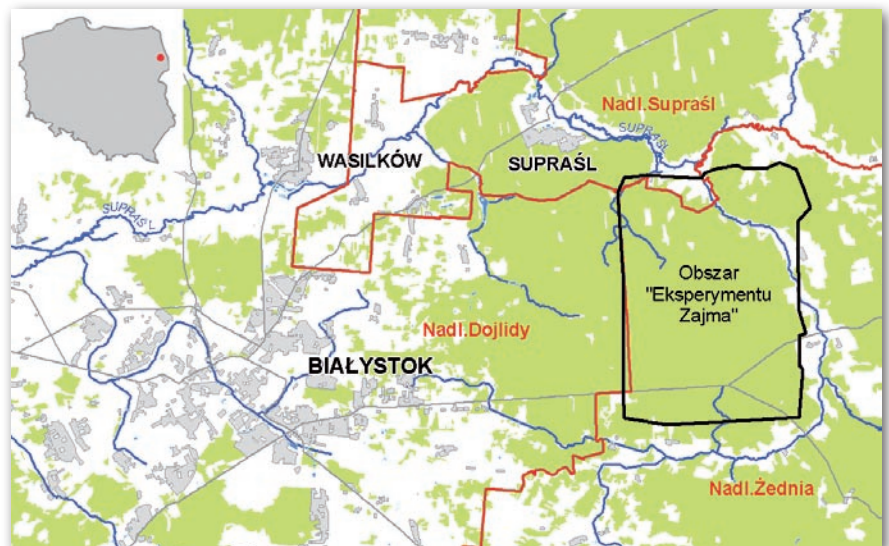 Nadl.Supraśl
SUPRAŚL
WASILKÓW
SUPRAŚL
SUPRAŚL
Obszar
"Eksperymentu
Zajma"
Nadl.Dojlidy
BIAŁYSTOK
Nadl.Żednia